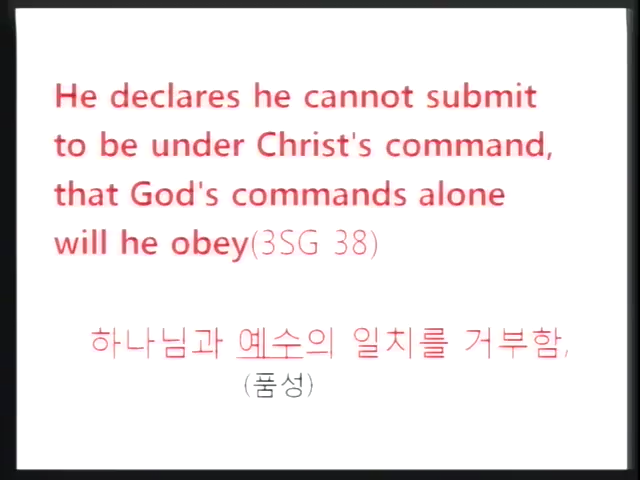 He declares he cannot submit
to be under Christ's command,
that God's commands alone
will he obey(3SG 38)
하나님과 예수의 일치를 거부함,
(품성)